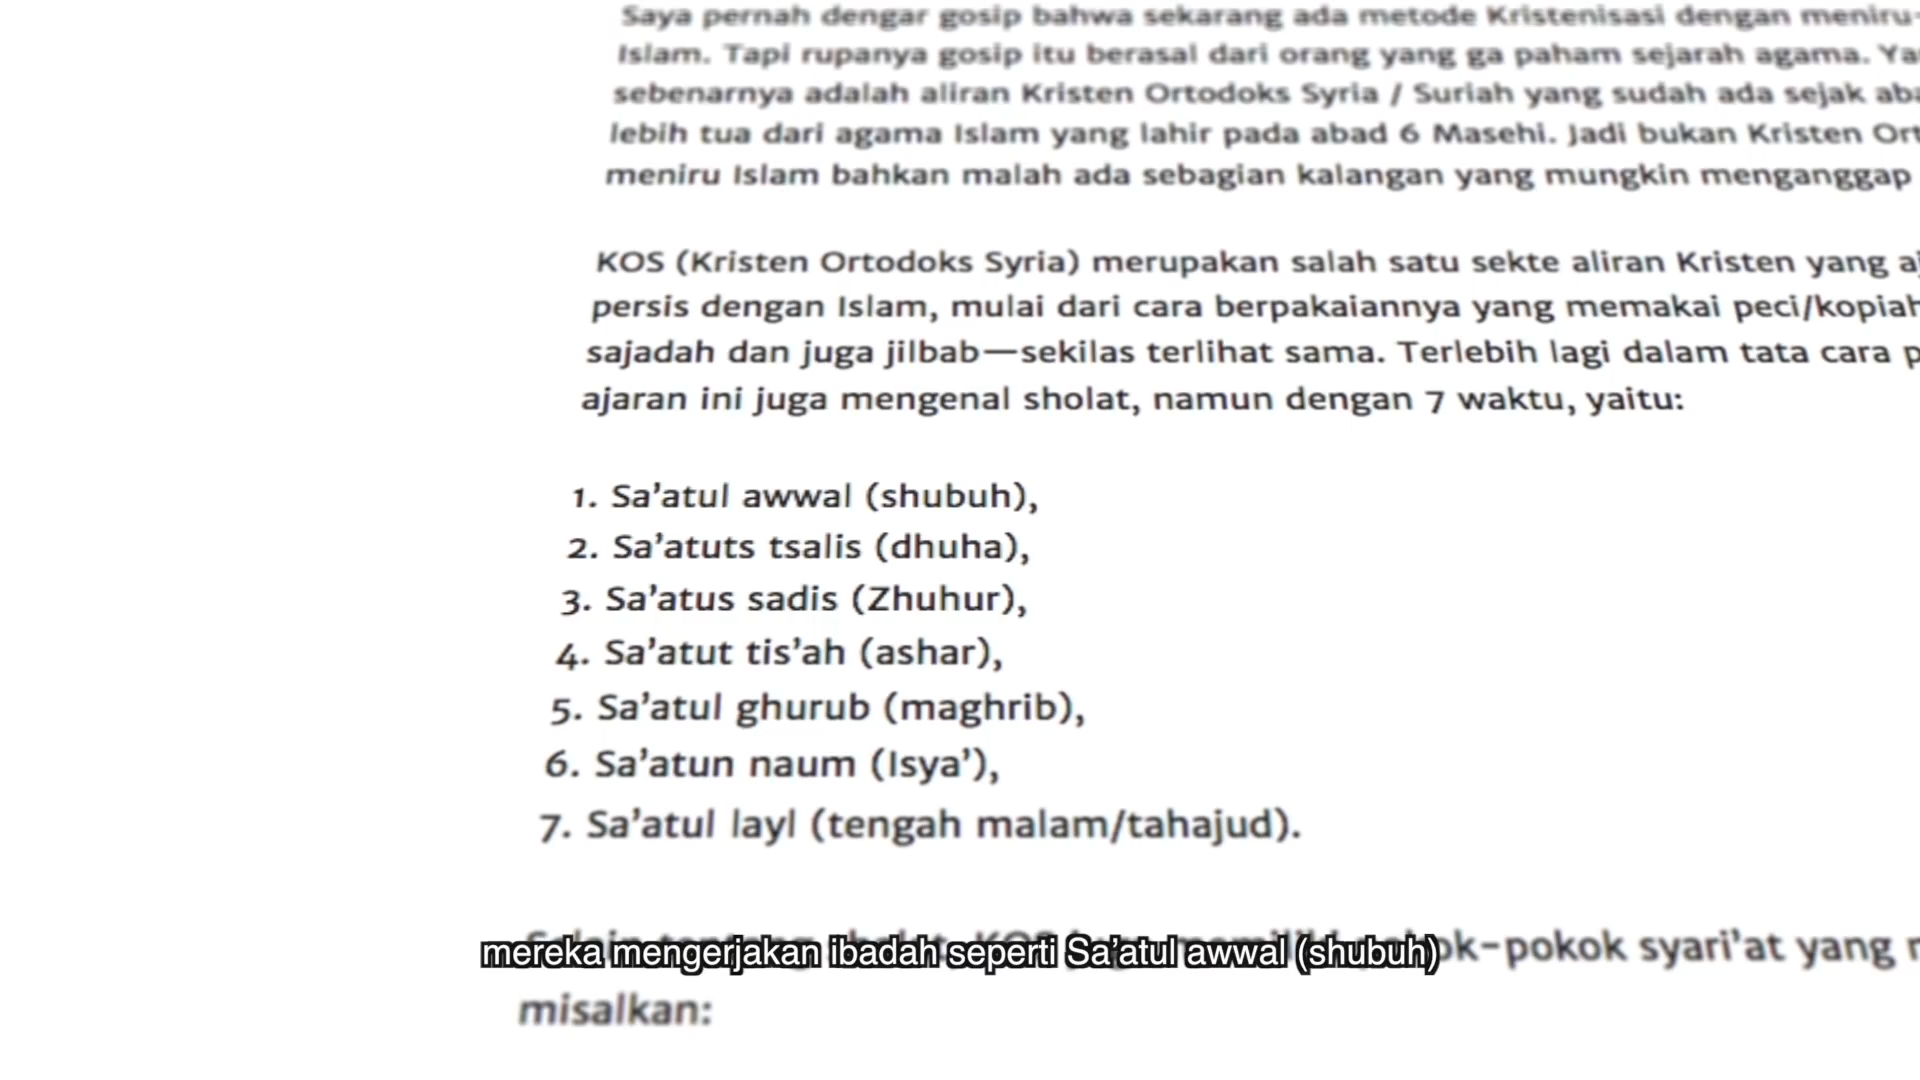 Saya pernah dengar gosip bahwa sekarang ada metode Kristenisasi dengan meniru-
Islam. Tapi rupanya gosip itu berasal dari orang yang ga paham sejarah agama.
sebenarnya adalah aliran Kristen Ortodoks Syria / Suriah yang sudah ada sejak
lebih tua dari agama Islam yang lahir pada abad 6 Masehi. Jadi bukan Kristen
meniru Islam bahkan malah ada sebagian kalangan yang mungkin menganggap
KOS (Kristen Ortodoks Syria) merupakan salah satu sekte aliran Kristen yang
persis dengan Islam, mulai dari cara berpakaiannya yang memakai peci/kopiah
sajadah dan juga jilbab—sekilas terlihat sama. Terlebih lagi dalam tata cara
ajaran ini juga mengenal sholat, namun dengan 7 waktu, yaitu:
1. Sa'atul awwal (shubuh),
2. Sa'atuts tsalis (dhuha),
3. Sa'atus sadis (Zhuhur),
4. Sa'atut tis'ah (ashar),
5. Sa'atul ghurub (maghrib),
6. Sa'atun naum (Isya'),
7. Sa'atul layl (tengah malam/tahajud).
syari'at yang
mereka mengerjakan ibadah seperti Sa'atul awwal (shubuh)
misalkan: